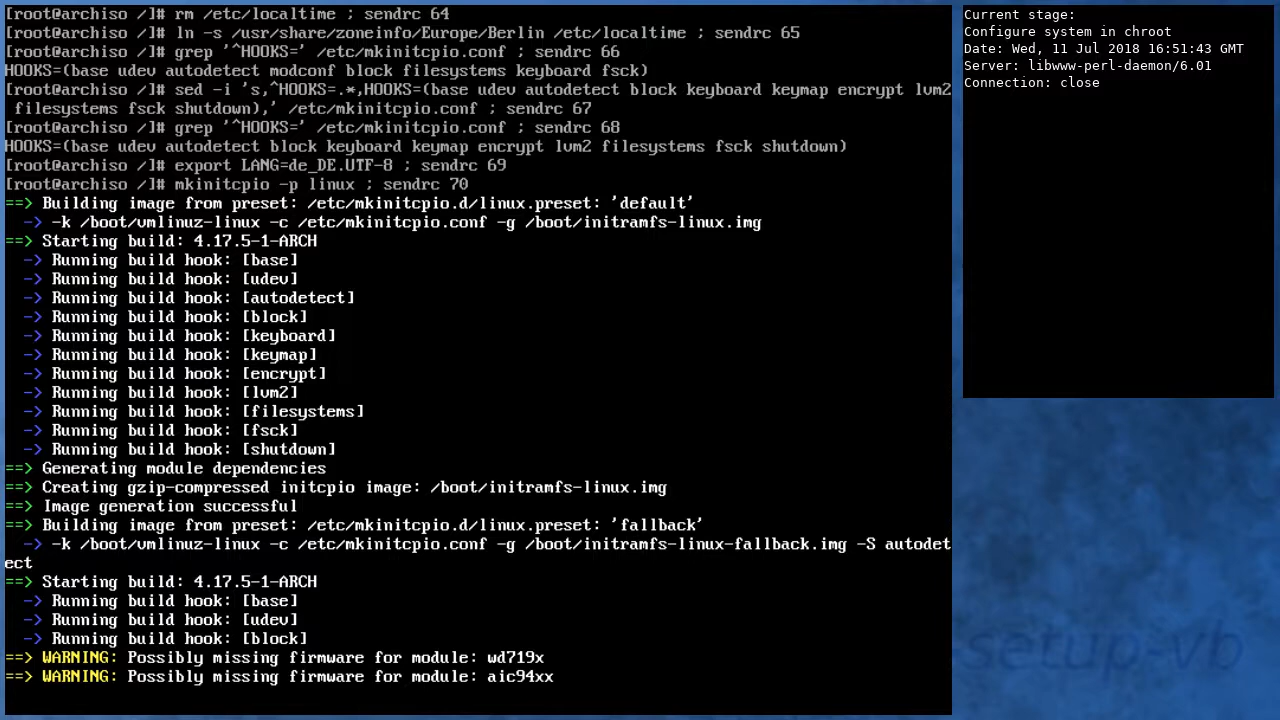 [root@archiso /]# rm /etc/localtime ; sendrc 64
[root@archiso /]# ln -s /usr/share/zoneinfo/Europe/Berlin /etc/localtime ; sendrc 65
[root@archiso /]# grep '^HOOKS=' /etc/mkinitcpio.conf ; sendrc 66
HOOKS=(base udev autodetect modconf block filesystems keyboard fsck)
[root@archiso /]# sed -i 's,^HOOKS=.*,HOOKS=(base udev autodetect block keyboard keymap encrypt lvm2
 filesystems fsck shutdown),' /etc/mkinitcpio.conf ; sendrc 67
[root@archiso /]# grep '^HOOKS=' /etc/mkinitcpio.conf ; sendrc 68
HOOKS=(base udev autodetect block keyboard keymap encrypt lvm2 filesystems fsck shutdown)
[root@archiso /]# export LANG=de_DE.UTF-8 ; sendrc 69
[root@archiso /]# mkinitcpio -p linux ; sendrc 70
==> Building image from preset: /etc/mkinitcpio.d/linux.preset: 'default'
  -> -k /boot/vmlinuz-linux -c /etc/mkinitcpio.conf -g /boot/initramfs-linux.img
==> Starting build: 4.17.5-1-ARCH
  -> Running build hook: [base]
  -> Running build hook: [udev]
  -> Running build hook: [autodetect]
  -> Running build hook: [block]
  -> Running build hook: [keyboard]
  -> Running build hook: [keymap]
  -> Running build hook: [encrypt]
  -> Running build hook: [lvm2]
  -> Running build hook: [filesystems]
  -> Running build hook: [fsck]
  -> Running build hook: [shutdown]
==> Generating module dependencies
==> Creating gzip-compressed initcpio image: /boot/initramfs-linux.img
==> Image generation successful
==> Building image from preset: /etc/mkinitcpio.d/linux.preset: 'fallback'
  -> -k /boot/vmlinuz-linux -c /etc/mkinitcpio.conf -g /boot/initramfs-linux-fallback.img -S autodet
ect
==> Starting build: 4.17.5-1-ARCH
  -> Running build hook: [base]
  -> Running build hook: [udev]
  -> Running build hook: [block]
==> WARNING: Possibly missing firmware for module: wd719x
==> WARNING: Possibly missing firmware for module: aic94xx
Current stage:
Configure system in chroot
Date: Wed, 11 Jul 2018 16:51:43 GMT
Server: libwww-perl-daemon/6.01
Connection: close
-setup-vb